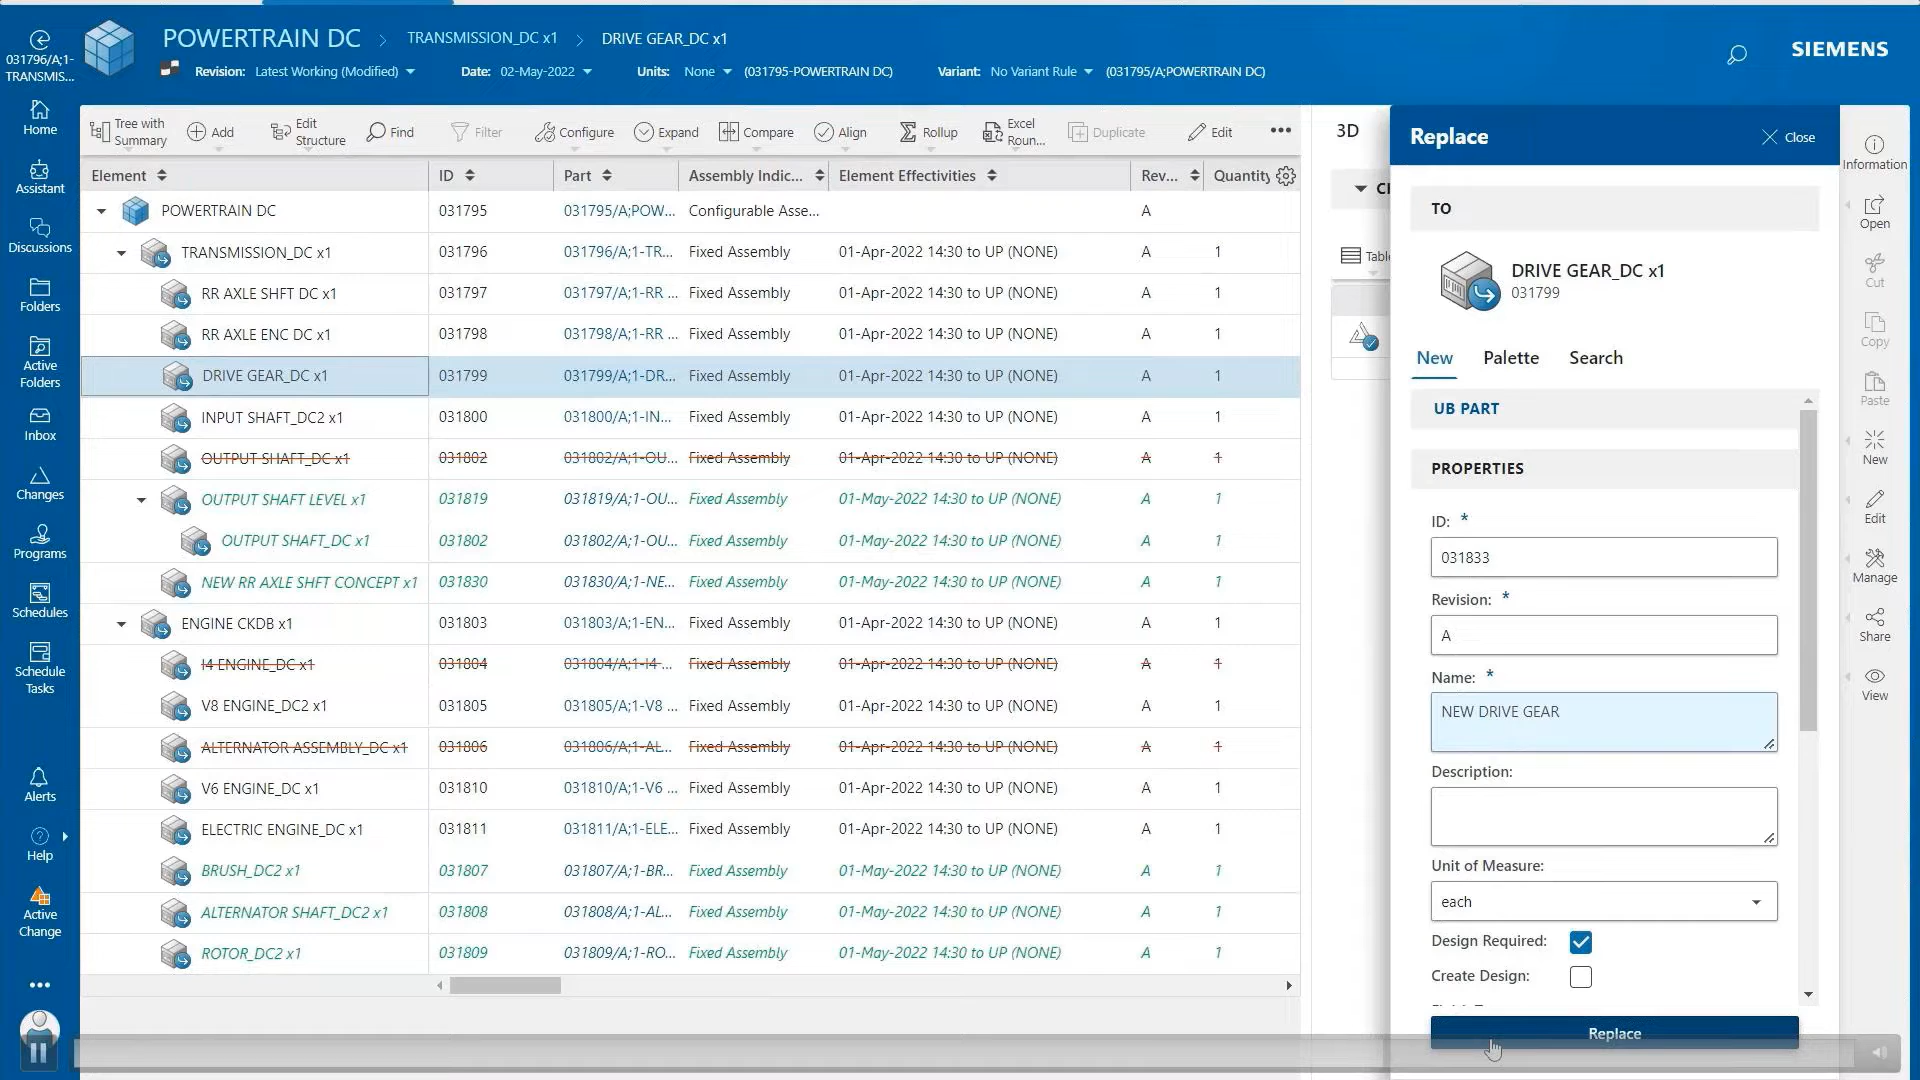 031796/A;1-
TRANSMIS...
POWERTRAIN DC
TRANSMISSION_DC x1
DRIVE GEAR_DC x1
Revision: Latest Working (Modified)
Date: 02-May-2022
Units: None
(031795-POWERTRAIN DC)
Variant: No Variant Rule
(031795/A;POWERTRAIN DC)
SIEMENS
Home
Assistant
Discussions
Folders
Active
Folders
Inbox
Changes
Programs
Schedules
Schedule
Tasks
Alerts
Help
Active
Change
Tree with
Summary
Add
Edit
Structure
Find
Filter
Configure
Expand
Compare
Align
Rollup
Excel
Roun...
Duplicate
Edit
Element ID Part Assembly Indic... Element Effectivities Rev... Quantity
POWERTRAIN DC 031795 031795/A;POW... Configurable Asse... A
TRANSMISSION_DC x1 031796 031796/A;1-TR... Fixed Assembly 01-Apr-2022 14:30 to UP (NONE) A 1
RR AXLE SHFT DC x1 031797 031797/A;1-RR ... Fixed Assembly 01-Apr-2022 14:30 to UP (NONE) A 1
RR AXLE ENC DC x1 031798 031798/A;1-RR ... Fixed Assembly 01-Apr-2022 14:30 to UP (NONE) A 1
DRIVE GEAR_DC x1 031799 031799/A;1-DR... Fixed Assembly 01-Apr-2022 14:30 to UP (NONE) A 1
INPUT SHAFT_DC2 x1 031800 031800/A;1-IN... Fixed Assembly 01-Apr-2022 14:30 to UP (NONE) A 1
OUTPUT SHAFT_DC x1 031802 031802/A;1-OU... Fixed Assembly 01-Apr-2022 14:30 to UP (NONE) A 1
OUTPUT SHAFT LEVEL x1 031819 031819/A;1-OU... Fixed Assembly 01-May-2022 14:30 to UP (NONE) A 1
OUTPUT SHAFT_DC x1 031802 031802/A;1-OU... Fixed Assembly 01-May-2022 14:30 to UP (NONE) A 1
NEW RR AXLE SHFT CONCEPT x1 031830 031830/A;1-NE... Fixed Assembly 01-May-2022 14:30 to UP (NONE) A 1
ENGINE CKDB x1 031803 031803/A;1-EN... Fixed Assembly 01-Apr-2022 14:30 to UP (NONE) A 1
I4 ENGINE_DC x1 031804 031804/A;1-I4-... Fixed Assembly 01-Apr-2022 14:30 to UP (NONE) A 1
V8 ENGINE_DC2 x1 031805 031805/A;1-V8 ... Fixed Assembly 01-Apr-2022 14:30 to UP (NONE) A 1
ALTERNATOR ASSEMBLY_DC x1 031806 031806/A;1-AL... Fixed Assembly 01-Apr-2022 14:30 to UP (NONE) A 1
V6 ENGINE_DC x1 031810 031810/A;1-V6 ... Fixed Assembly 01-Apr-2022 14:30 to UP (NONE) A 1
ELECTRIC ENGINE_DC x1 031811 031811/A;1-ELE... Fixed Assembly 01-Apr-2022 14:30 to UP (NONE) A 1
BRUSH_DC2 x1 031807 031807/A;1-BR... Fixed Assembly 01-May-2022 14:30 to UP (NONE) A 1
ALTERNATOR SHAFT_DC2 x1 031808 031808/A;1-AL... Fixed Assembly 01-May-2022 14:30 to UP (NONE) A 1
ROTOR_DC2 x1 031809 031809/A;1-RO... Fixed Assembly 01-May-2022 14:30 to UP (NONE) A 1
3D
Replace
Close
TO
DRIVE GEAR_DC x1
031799
New Palette Search
UB PART
PROPERTIES
ID: *
031833
Revision: *
A
Name: *
NEW DRIVE GEAR
Description:
Unit of Measure:
each
Design Required:
Create Design:
Replace
Information
Open
Cut
Copy
Paste
New
Edit
Manage
Share
View